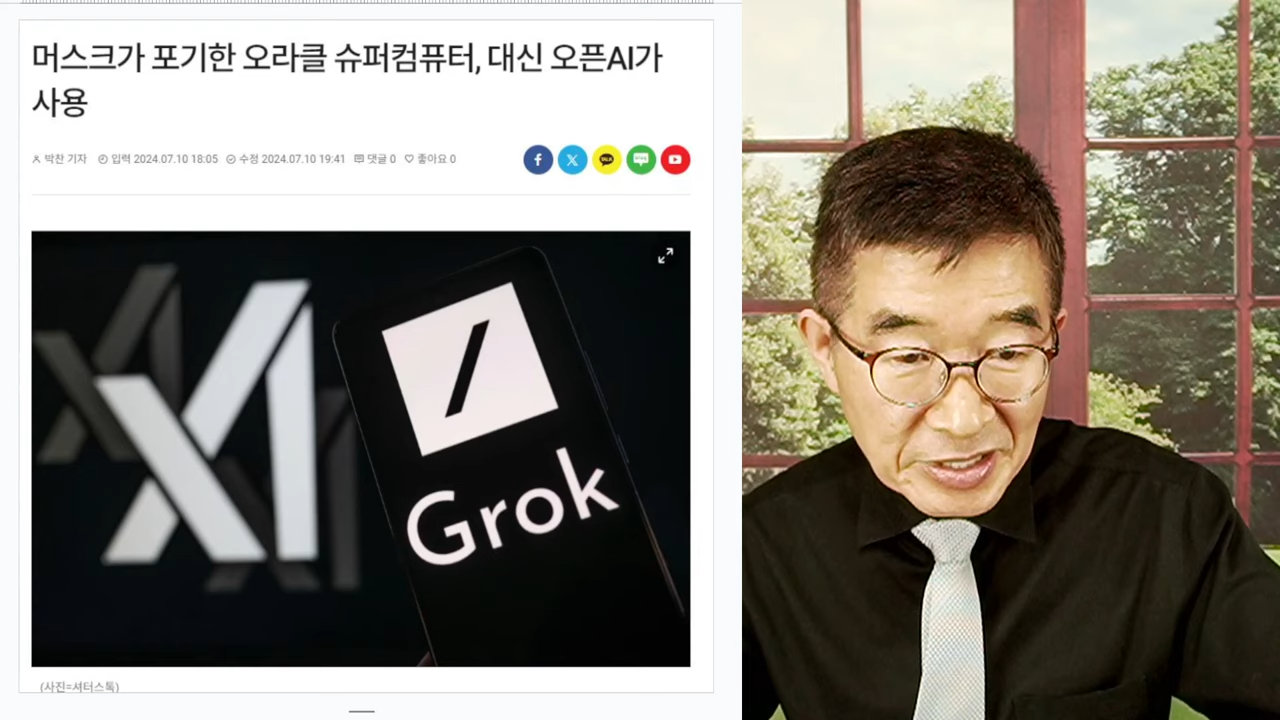 머스크가 포기한 오라클 슈퍼컴퓨터, 대신 오픈AI가
사용
박찬 기자 입력 2024.07.10 18:05 수정 2024.07.10 19:41 댓글 0 좋아요 0
xAI
Grok
(사진=셔터스톡)